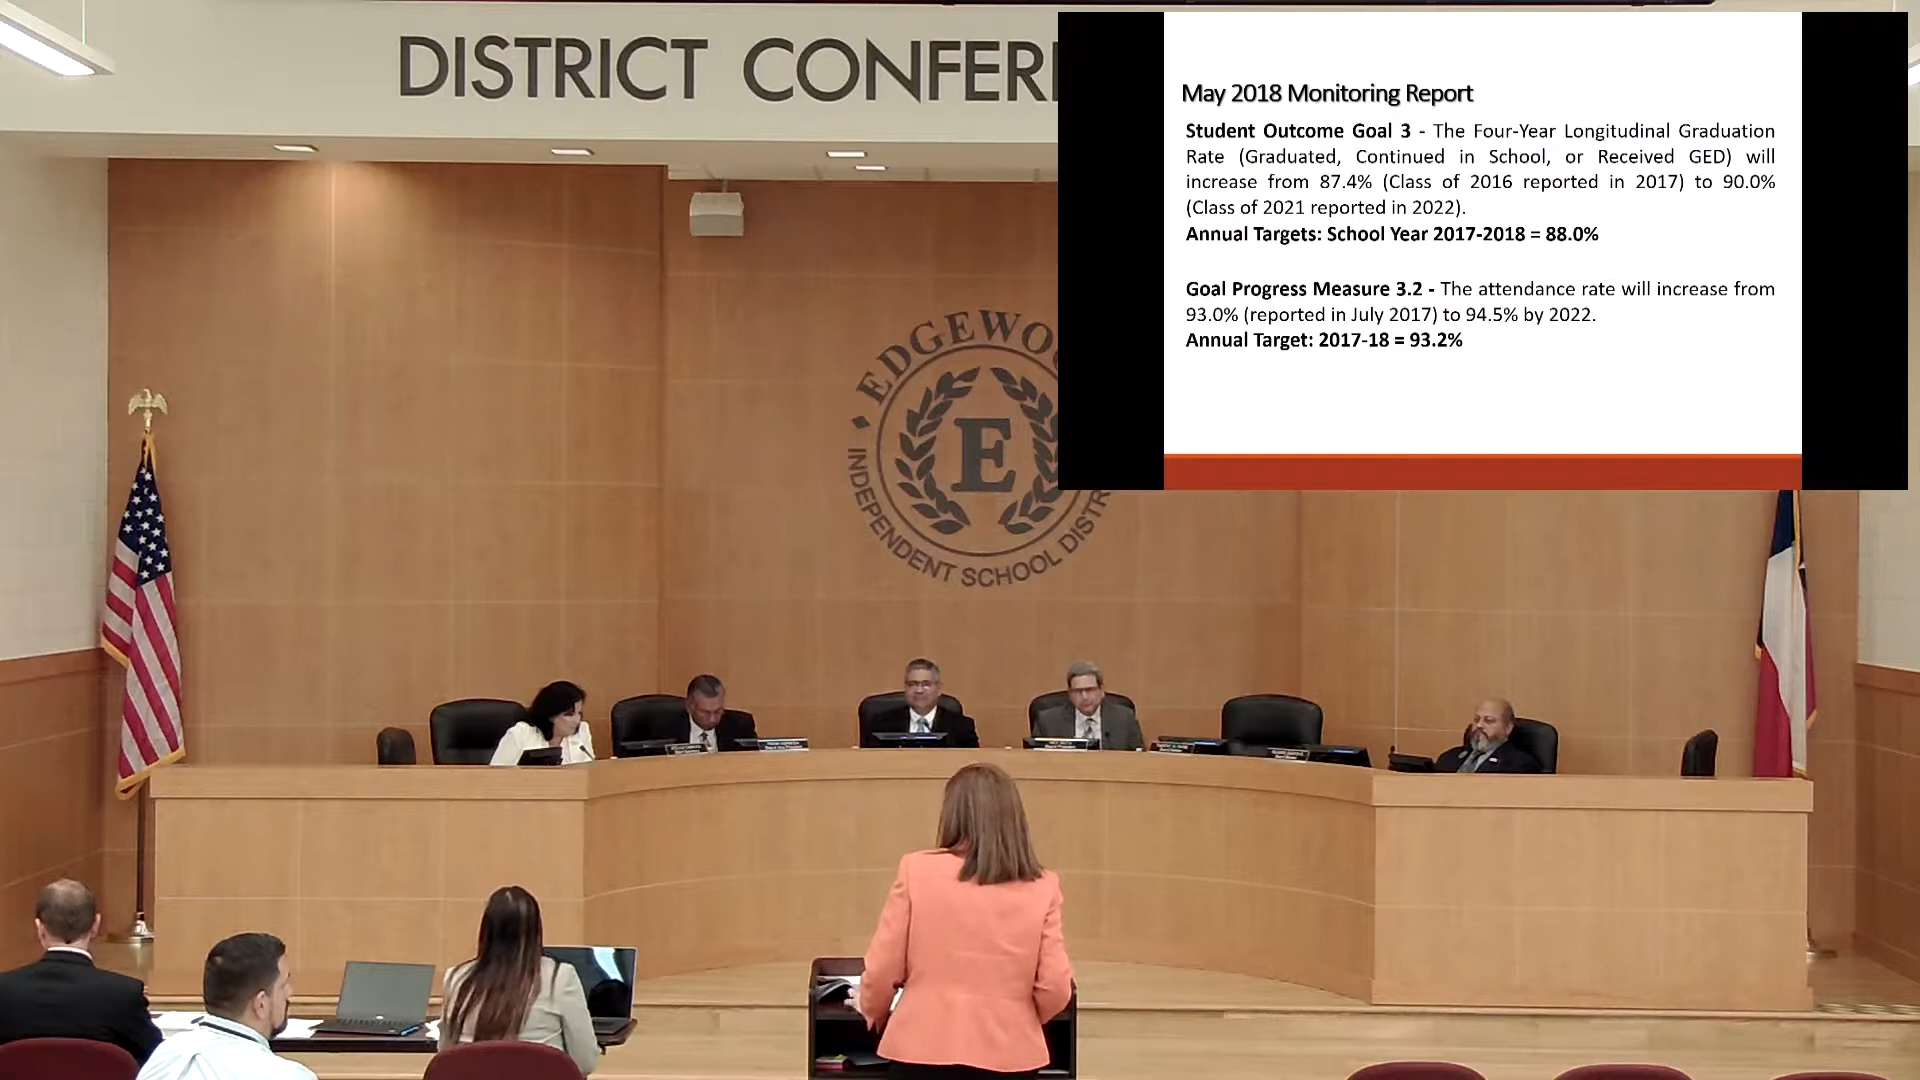 DISTRICT CONFER
May 2018 Monitoring Report
Student Outcome Goal 3 - The Four-Year Longitudinal Graduation
Rate (Graduated, Continued in School, or Received GED) will
increase from 87.4% (Class of 2016 reported in 2017) to 90.0%
(Class of 2021 reported in 2022).
Annual Targets: School Year 2017-2018 = 88.0%
Goal Progress Measure 3.2 - The attendance rate will increase from
93.0% (reported in July 2017) to 94.5% by 2022.
Annual Target: 2017-18 = 93.2%
EDGEWOO
E
INDEPENDENT SCHOOL DISTR